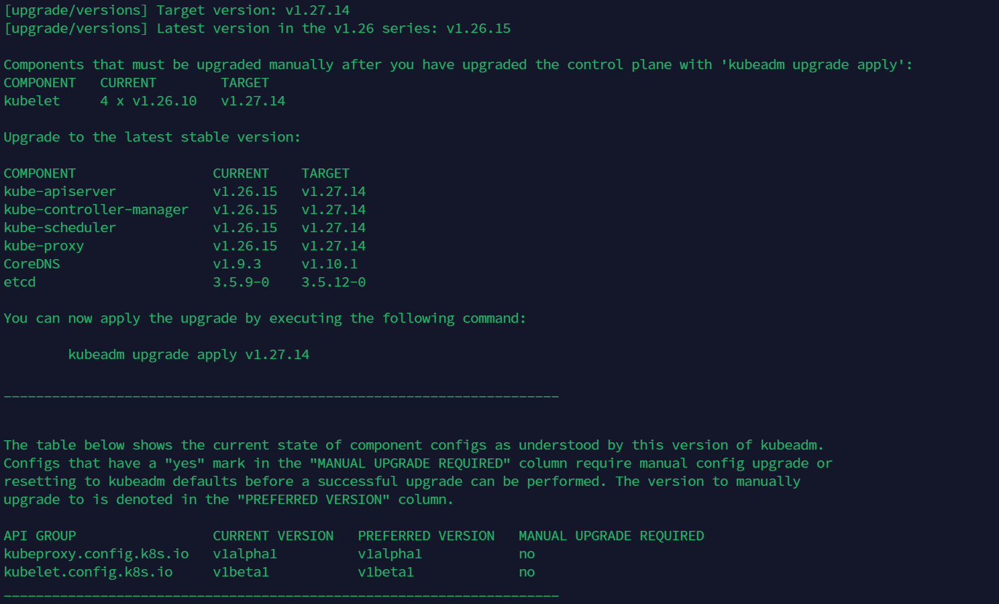 [upgrade/versions] Target version: v1.27.14
[upgrade/versions] Latest version in the v1.26 series: v1.26.15

Components that must be upgraded manually after you have upgraded the control plane with 'kubeadm upgrade apply':
COMPONENT   CURRENT        TARGET
kubelet     4 x v1.26.10   v1.27.14

Upgrade to the latest stable version:

COMPONENT                 CURRENT    TARGET
kube-apiserver            v1.26.15   v1.27.14
kube-controller-manager   v1.26.15   v1.27.14
kube-scheduler            v1.26.15   v1.27.14
kube-proxy                v1.26.15   v1.27.14
CoreDNS                   v1.9.3     v1.10.1
etcd                      3.5.9-0    3.5.12-0

You can now apply the upgrade by executing the following command:

        kubeadm upgrade apply v1.27.14

_____________________________________________________________________


The table below shows the current state of component configs as understood by this version of kubeadm.
Configs that have a "yes" mark in the "MANUAL UPGRADE REQUIRED" column require manual config upgrade or
resetting to kubeadm defaults before a successful upgrade can be performed. The version to manually
upgrade to is denoted in the "PREFERRED VERSION" column.

API GROUP                 CURRENT VERSION   PREFERRED VERSION   MANUAL UPGRADE REQUIRED
kubeproxy.config.k8s.io   v1alpha1          v1alpha1            no
kubelet.config.k8s.io     v1beta1           v1beta1             no
_____________________________________________________________________